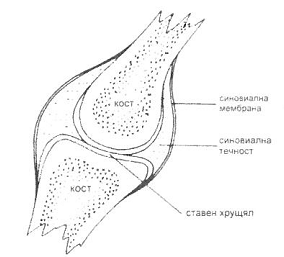 кост
синовиална
мембрана
синовиална
течност
кост
ставен хрущял